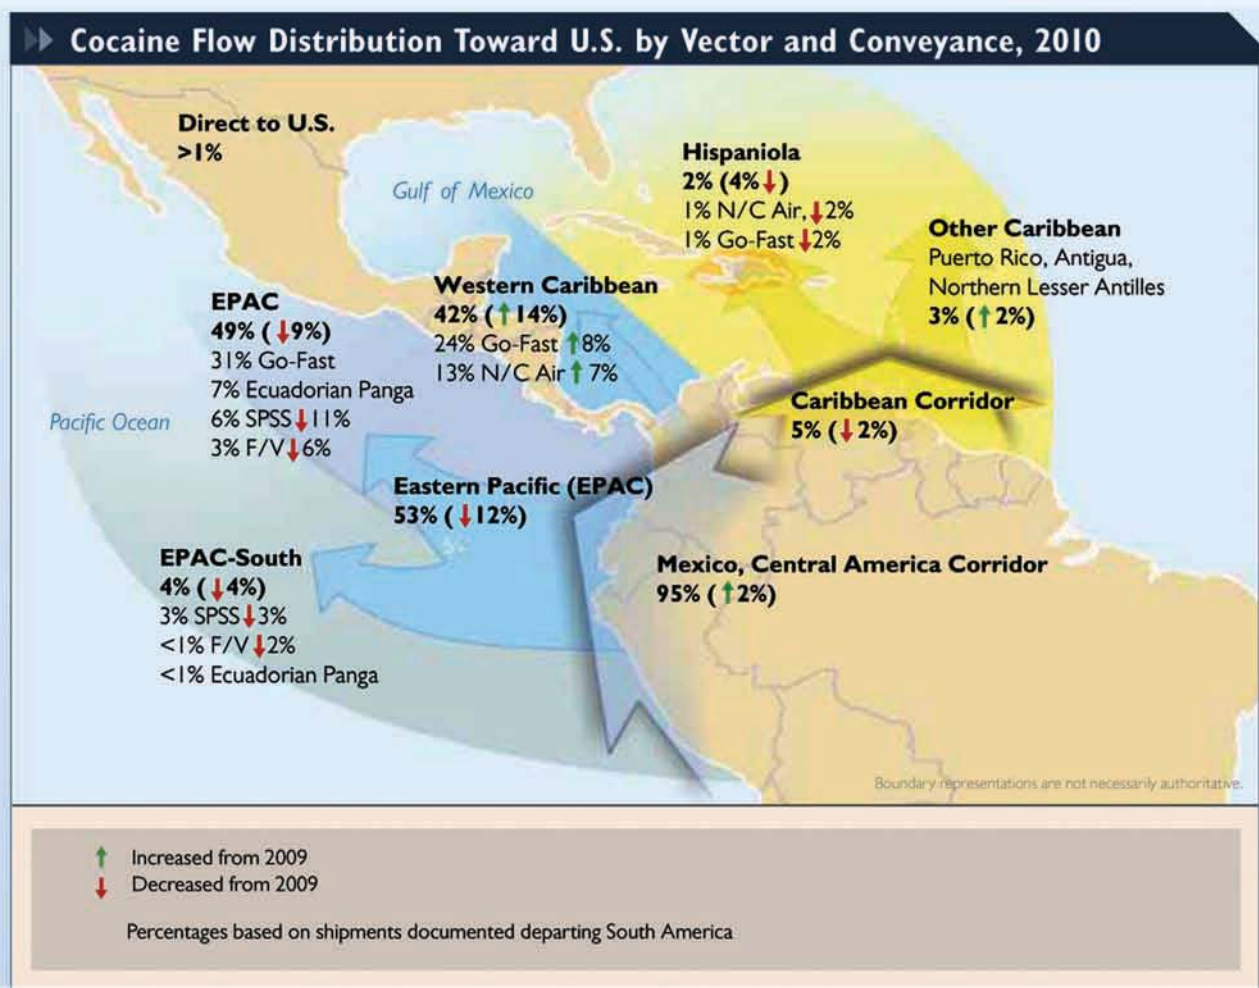 Cocaine Flow Distribution Toward U.S. by Vector and Conveyance, 2010
Direct to U.S.
>1%
Gulf of Mexico
Hispaniola
2% (4%↓)
1% N/C Air,↓2%
1% Go-Fast↓2%
Other Caribbean
Puerto Rico, Antigua,
Northern Lesser Antilles
3% (↑2%)
Western Caribbean
42% (↑14%)
24% Go-Fast ↑8%
13% N/C Air↑ 7%
EPAC
49% (↓9%)
31% Go-Fast
7% Ecuadorian Panga
6% SPSS↓11%
3% F/V↓6%
Pacific Ocean
Caribbean Corridor
5% (↓2%)
Eastern Pacific (EPAC)
53% (↓12%)
EPAC-South
4% (↓4%)
3% SPSS↓3%
<1% F/V↓2%
<1% Ecuadorian Panga
Mexico, Central America Corridor
95% (↑2%)
Boundary representations are not necessarily authoritative.
↑ Increased from 2009
↓ Decreased from 2009
Percentages based on shipments documented departing South America